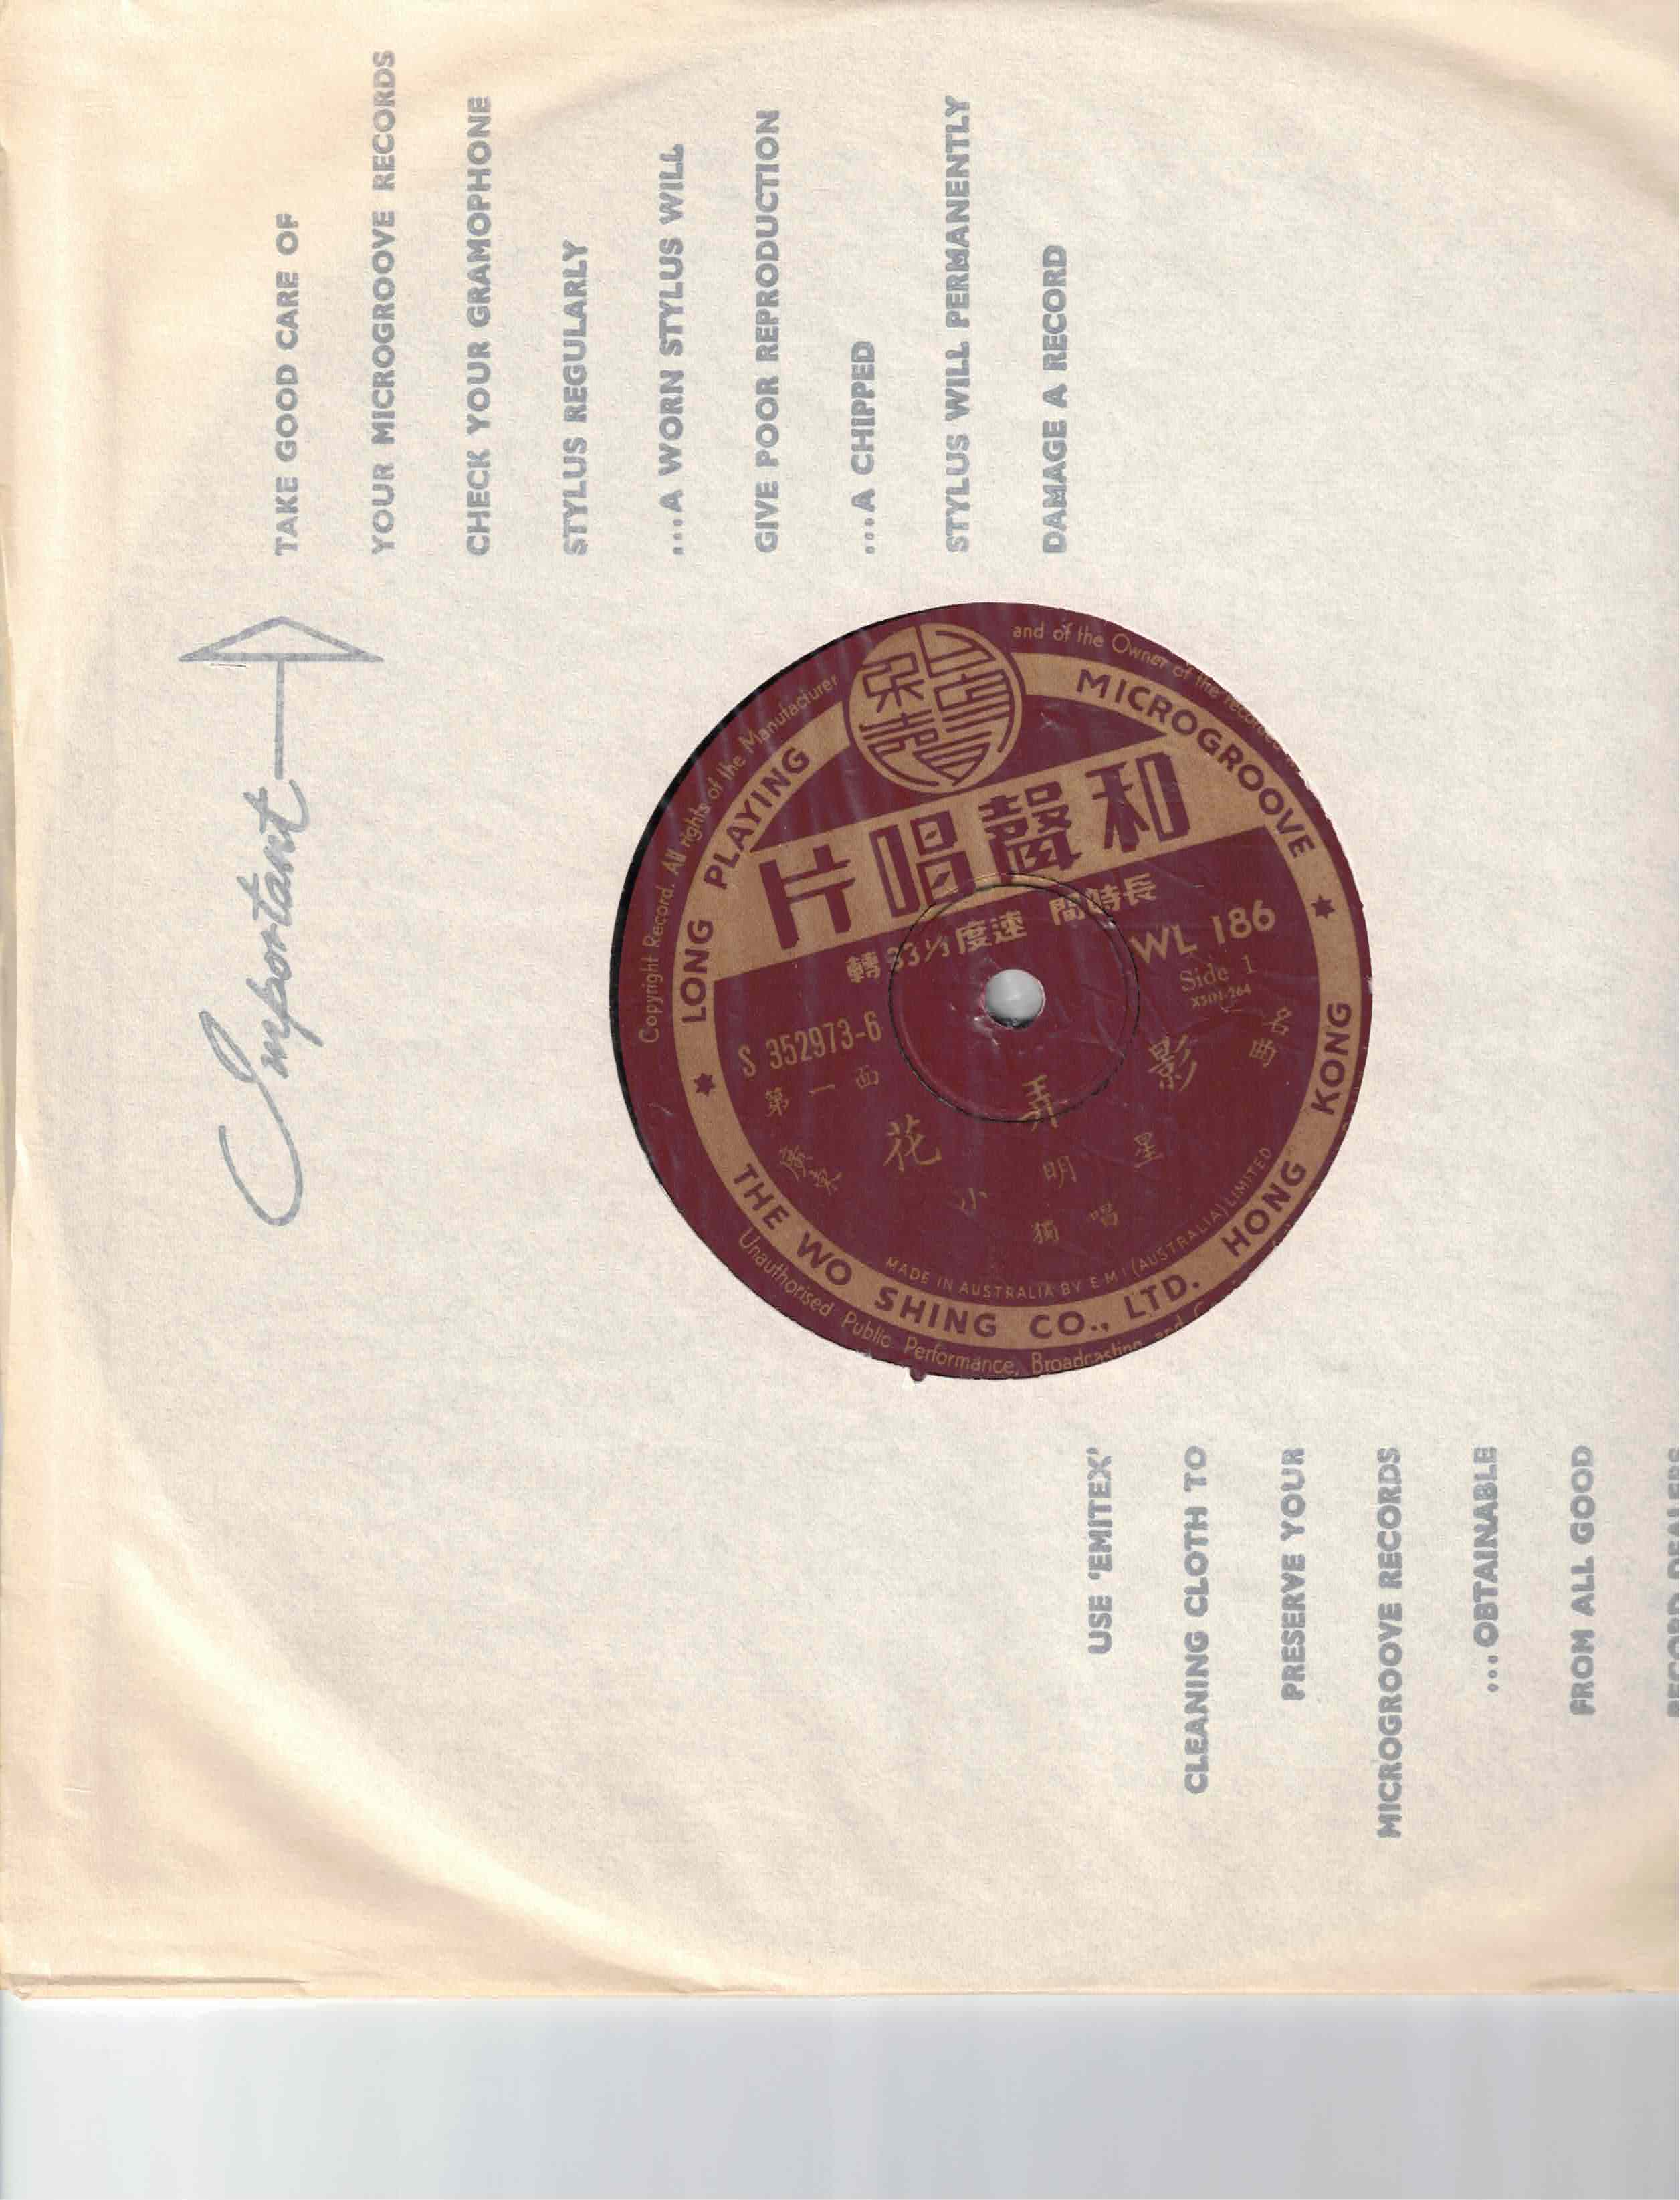 Important
TAKE GOOD CARE OF
YOUR MICROGROOVE RECORDS
CHECK YOUR GRAMOPHONE
STYLUS REGULARLY
...A WORN STYLUS WILL
GIVE POOR REPRODUCTION
...A CHIPPED
STYLUS WILL PERMANENTLY
DAMAGE A RECORD
Copyright Record. All rights of the Manufacturer and of the Owner of the Recorded
LONG PLAYING MICROGROOVE
片唱聲和
轉33⅓度速 間時長
WL 186
Side 1
S 352973-6
第一面
名曲
花弄影
廣東
小明星
獨唱
MADE IN AUSTRALIA BY E·M·I (AUSTRALIA) LIMITED
THE WO SHING CO., LTD. HONG KONG
Unauthorised Public Performance, Broadcasting and
USE 'EMITEX'
CLEANING CLOTH TO
PRESERVE YOUR
MICROGROOVE RECORDS
...OBTAINABLE
FROM ALL GOOD
RECORD DEALERS